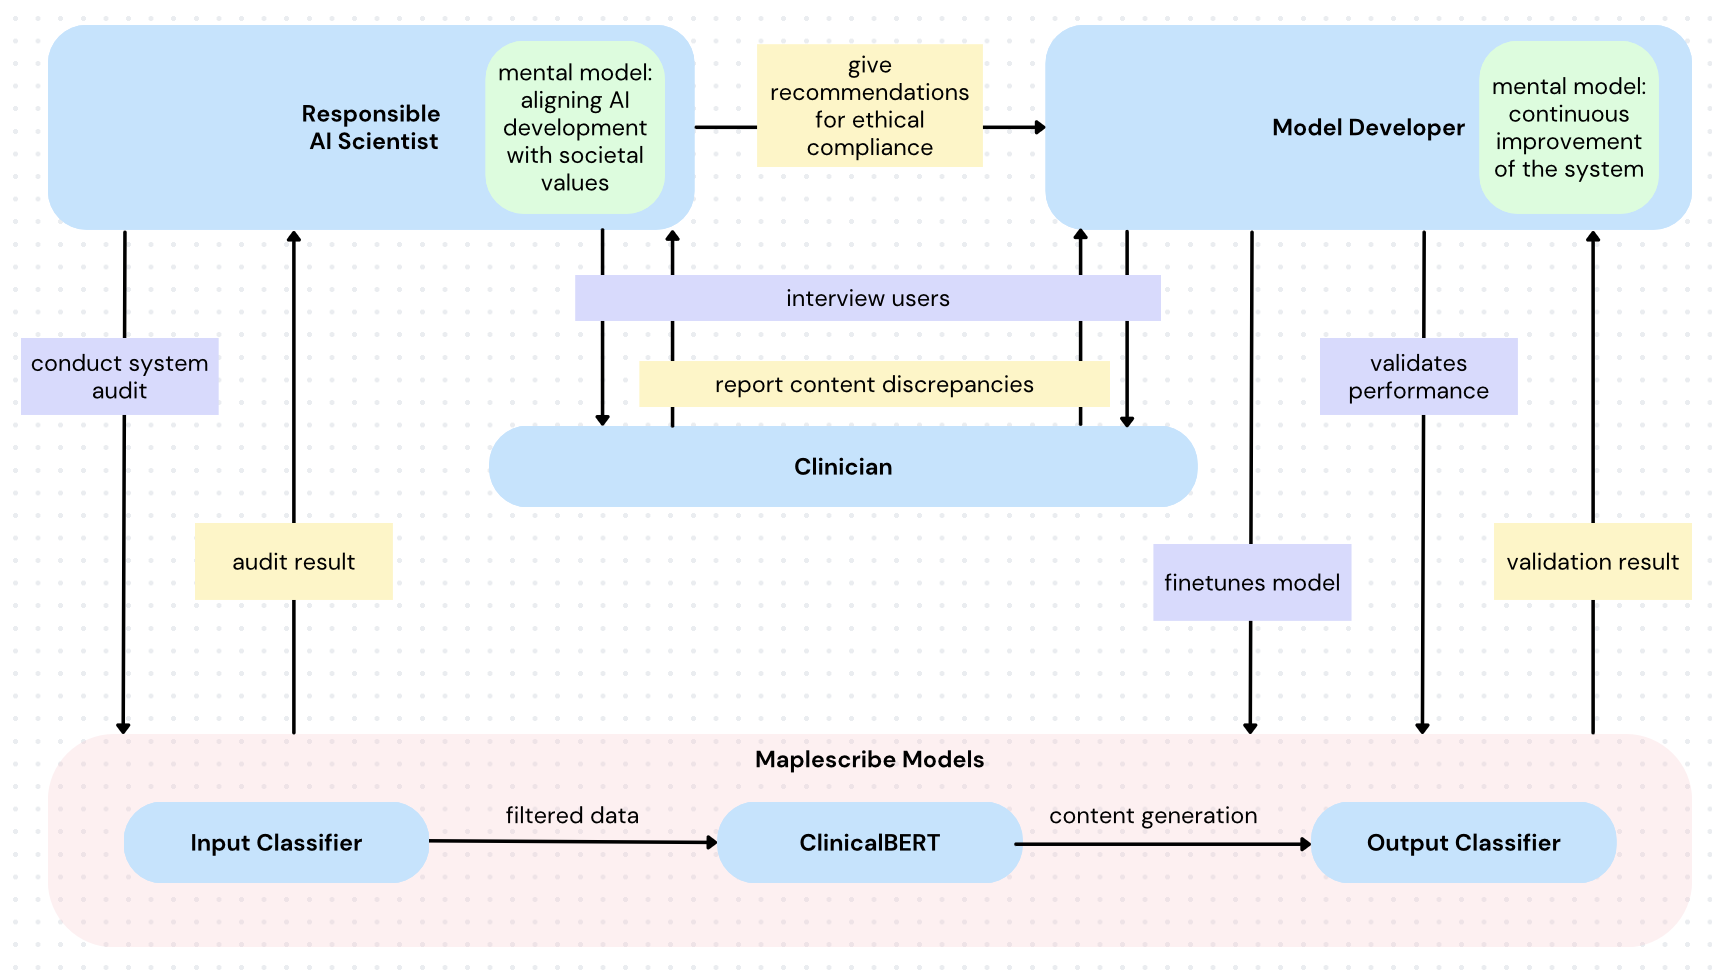 Responsible
AI Scientist
mental model:
aligning AI
development
with societal
values
give
recommendations
for ethical
compliance
Model Developer
mental model:
continuous
improvement
of the system
interview users
conduct system
audit
report content discrepancies
validates
performance
Clinician
audit result
finetunes model
validation result
Maplescribe Models
Input Classifier
filtered data
ClinicalBERT
content generation
Output Classifier